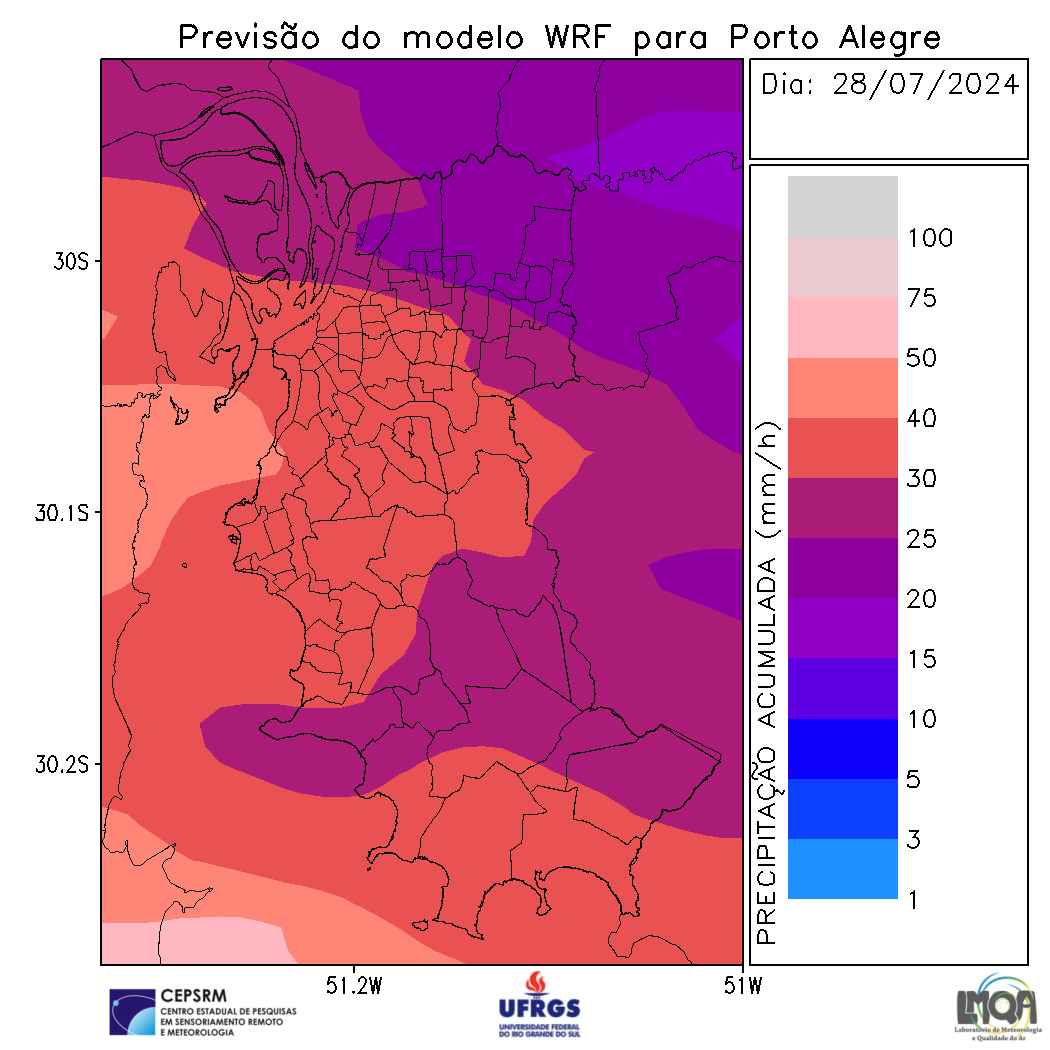 Previsão do modelo WRF para Porto Alegre
Dia: 28/07/2024
30S
30.1S
30.2S
51.2W
51W
PRECIPITAÇÃO ACUMULADA (mm/h)
100
75
50
40
30
25
20
15
10
5
3
1
CEPSRM
CENTRO ESTADUAL DE PESQUISAS
EM SENSORIAMENTO REMOTO
E METEOROLOGIA
UFRGS
UNIVERSIDADE FEDERAL
DO RIO GRANDE DO SUL
LMQA
Laboratório de Meteorologia
e Qualidade do Ar